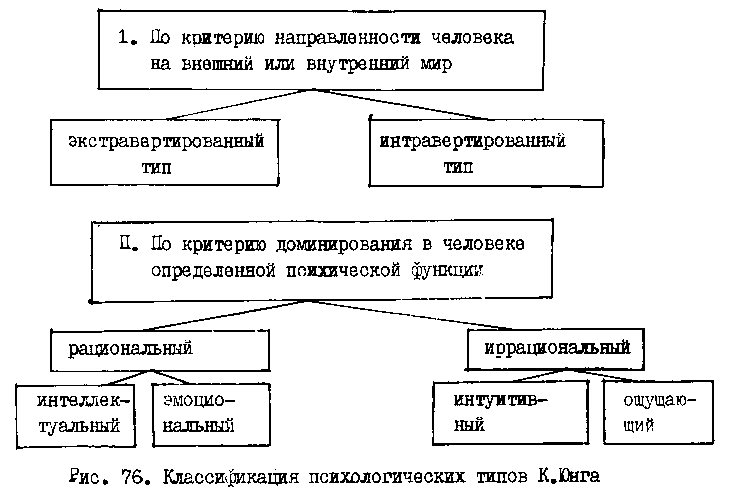 1. По критерию направленности человека
на внешний или внутренний мир
экстравертированный
тип
интравертированный
тип
II. По критерию доминирования в человеке
определенной психической функции
рациональный
иррациональный
интеллек-
туальный
эмоцио-
нальный
интуитив-
ный
ощущаю-
щий
Рис. 76. Классификация психологических типов К.Юнга